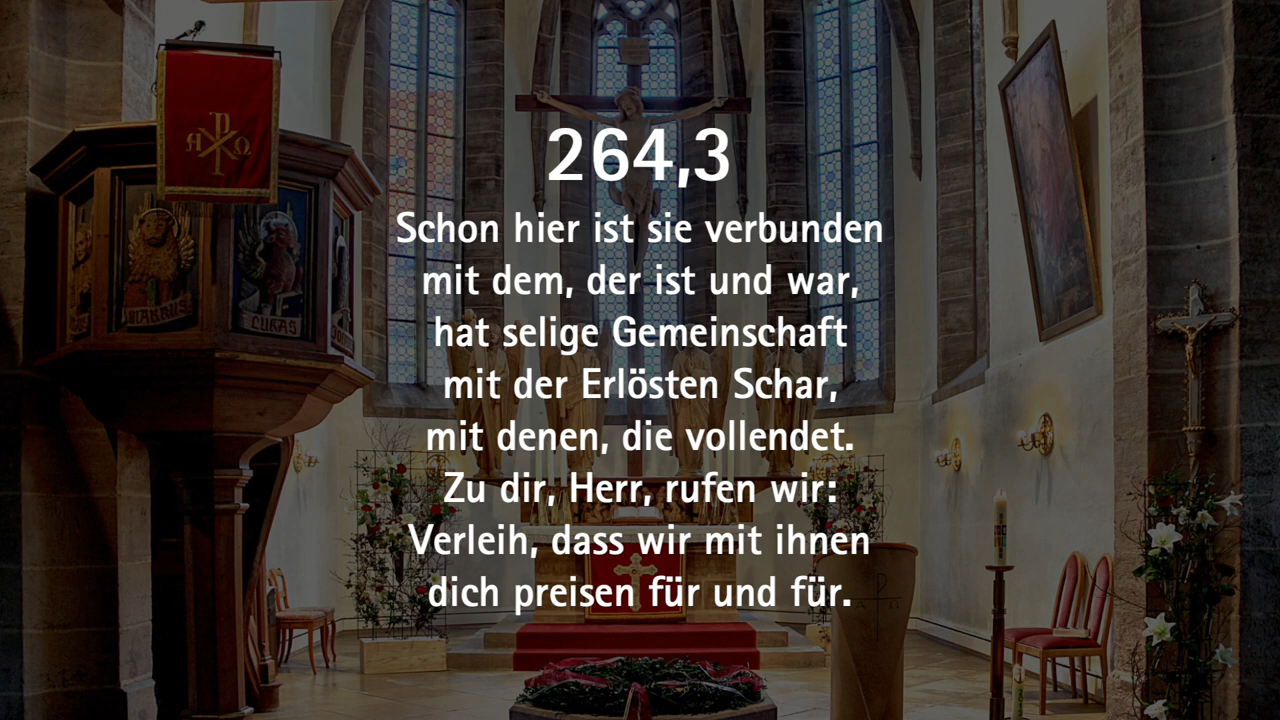 264,3
Schon hier ist sie verbunden
mit dem, der ist und war,
hat selige Gemeinschaft
mit der Erlösten Schar,
mit denen, die vollendet.
Zu dir, Herr, rufen wir:
Verleih, dass wir mit ihnen
dich preisen für und für.
MARKUS
LUKAS